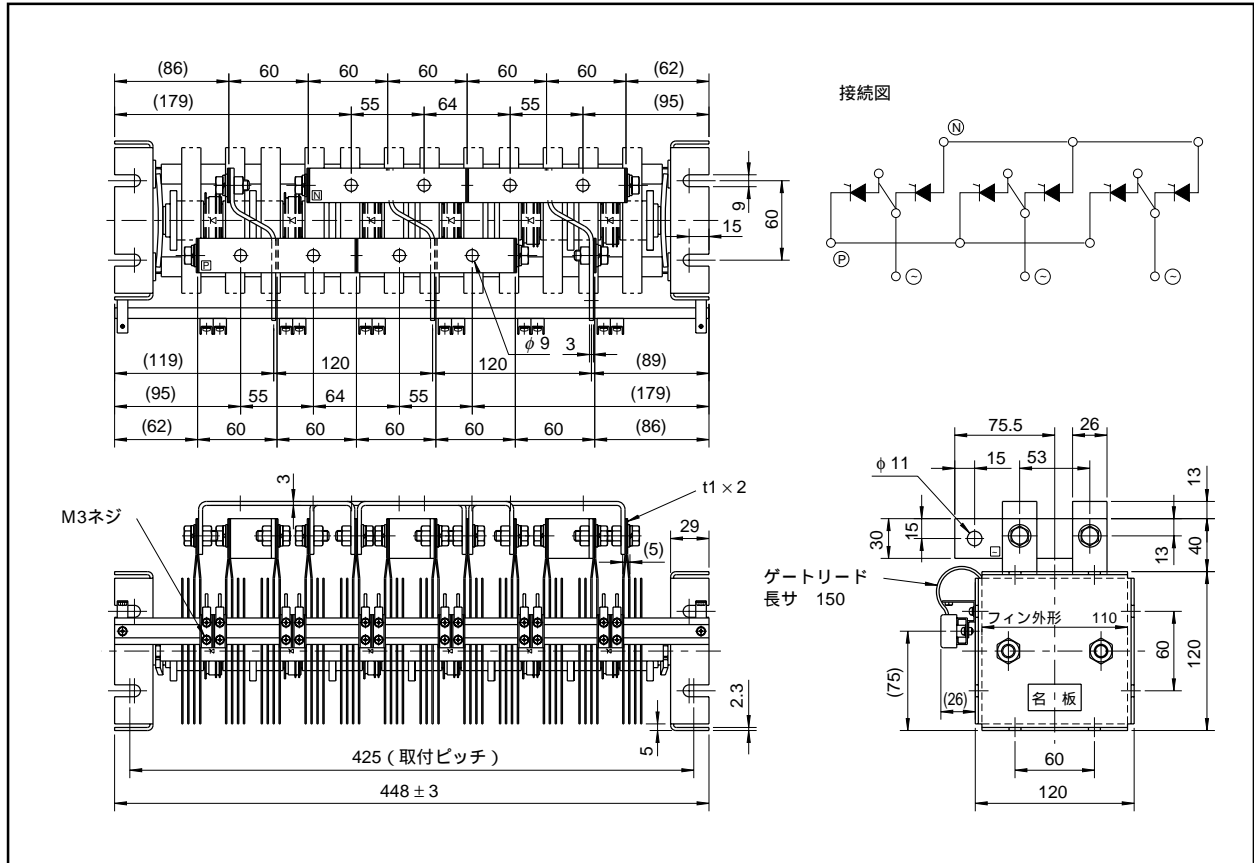 (86) 60 60 60 60 60 (62)
(179) 55 64 55 (95)
接続図
N
P
~ ~ ~
N
P
9
60
15
φ9 3
(119) 120 120 (89)
(95) 55 64 55 (179)
(62) 60 60 60 60 60 (86)
3
M3ネジ
t1×2
29
(5)
2.3
5
425(取付ピッチ)
448±3
75.5 26
15 53
φ11
13
30
15
13
40
ゲートリード
長サ 150
フィン外形 110
60
120
(75)
(26)
名板
60
120